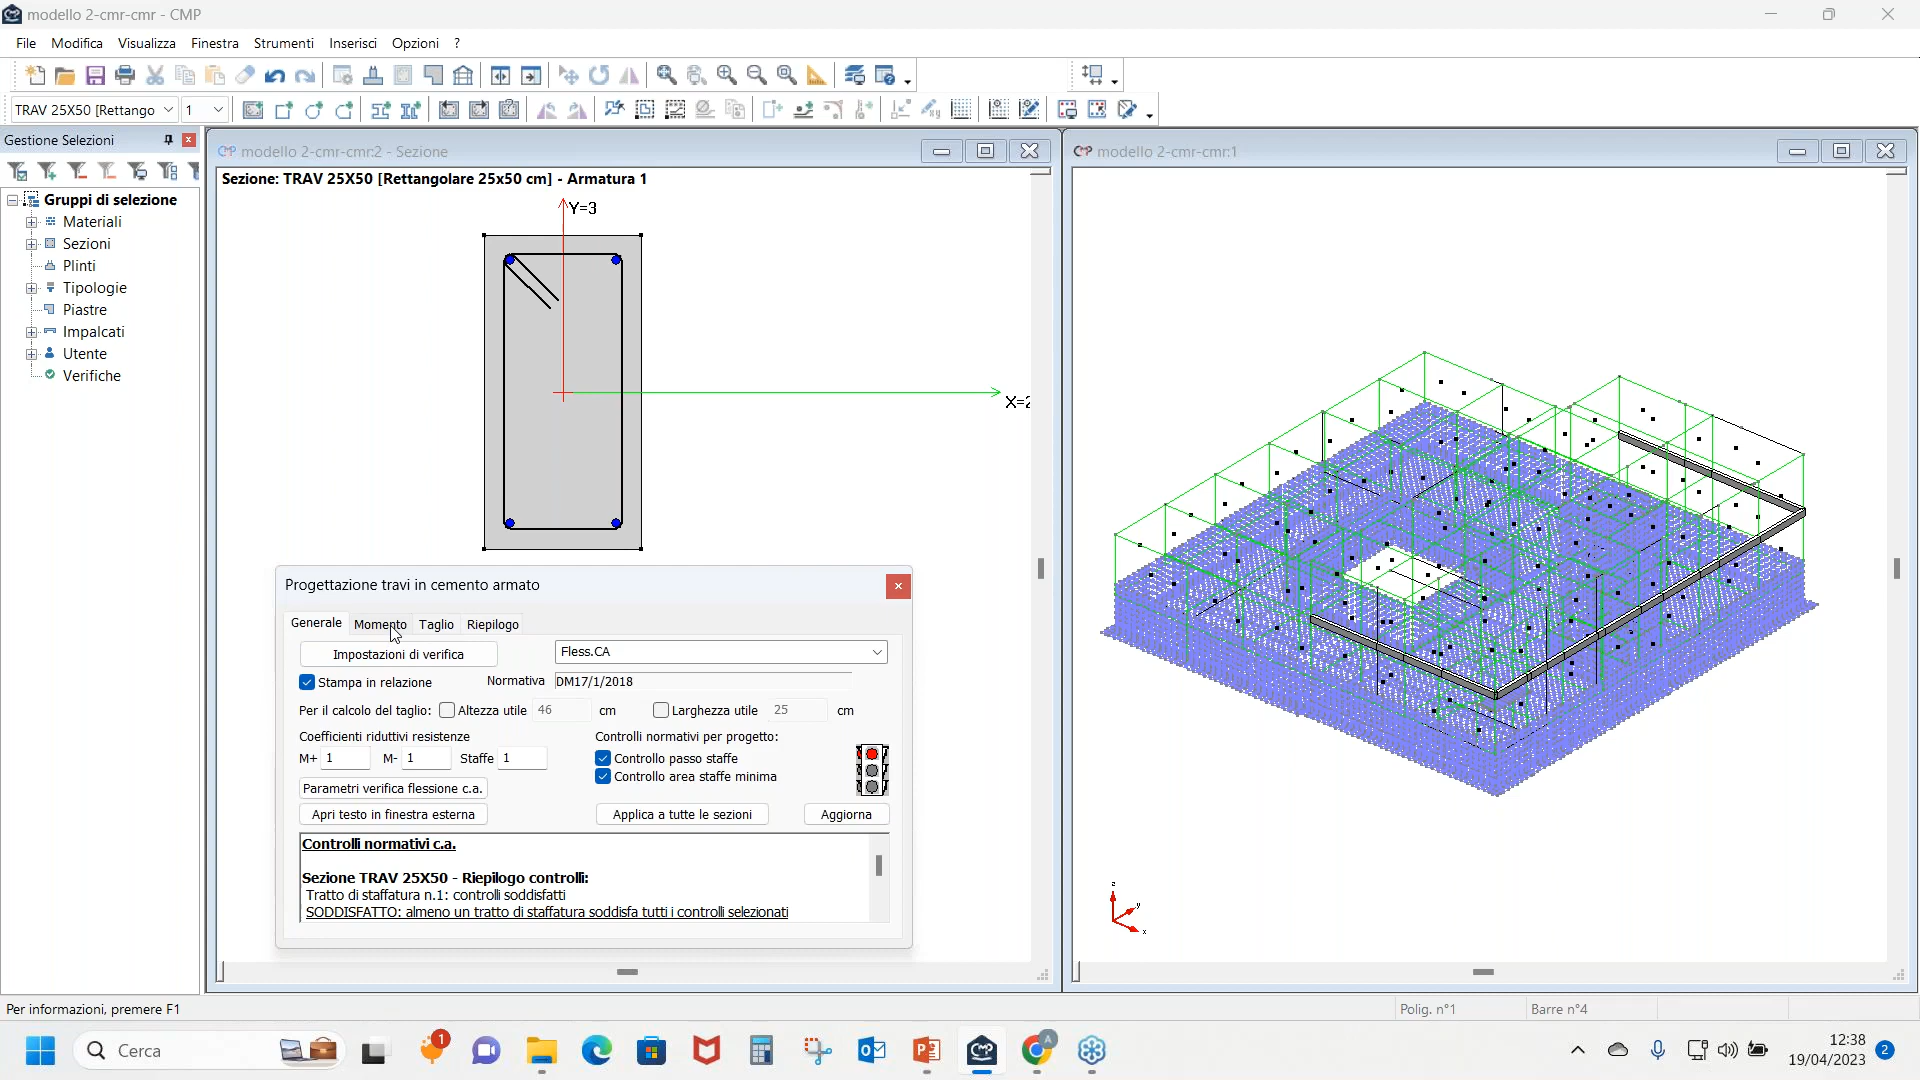 modello 2-cmr-cmr - CMP
File Modifica Visualizza Finestra Strumenti Inserisci Opzioni ?
TRAV 25X50 [Rettango 1
Gestione Selezioni
Gruppi di selezione
Materiali
Sezioni
Plinti
Tipologie
Piastre
Impalcati
Utente
Verifiche
modello 2-cmr-cmr:2 - Sezione
Sezione: TRAV 25X50 [Rettangolare 25x50 cm] - Armatura 1
Y=3
X=2
Progettazione travi in cemento armato
Generale Momento Taglio Riepilogo
Impostazioni di verifica Fless.CA
Stampa in relazione Normativa DM17/1/2018
Per il calcolo del taglio: Altezza utile 46 cm Larghezza utile 25 cm
Coefficienti riduttivi resistenze Controlli normativi per progetto:
M+ 1 M- 1 Staffe 1 Controllo passo staffe
Controllo area staffe minima
Parametri verifica flessione c.a.
Apri testo in finestra esterna Applica a tutte le sezioni Aggiorna
Controlli normativi c.a.
Sezione TRAV 25X50 - Riepilogo controlli:
Tratto di staffatura n.1: controlli soddisfatti
SODDISFATTO: almeno un tratto di staffatura soddisfa tutti i controlli selezionati
modello 2-cmr-cmr:1
z
y
x
Per informazioni, premere F1 Polig. n°1 Barre n°4
Cerca
1
A
12:38
19/04/2023
2